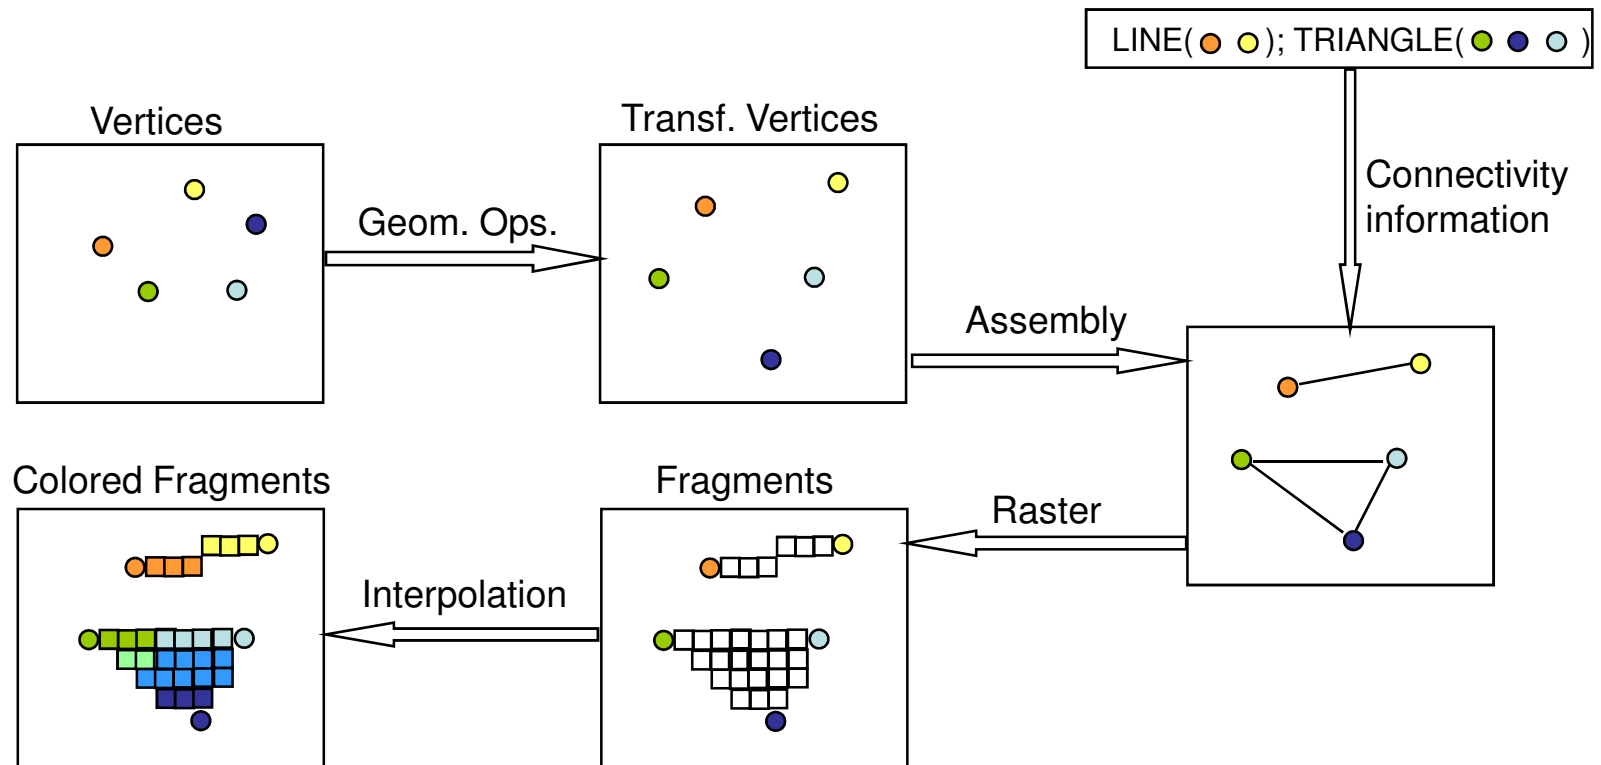 LINE( ); TRIANGLE( )
Vertices
Transf. Vertices
Geom. Ops.
Connectivity
information
Assembly
Colored Fragments
Fragments
Raster
Interpolation